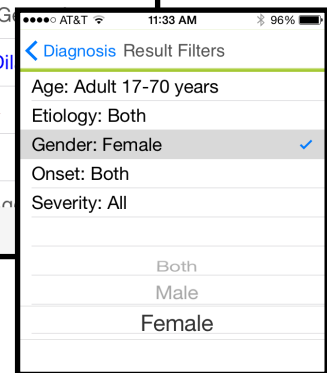 AT&T 11:33 AM 96%
Diagnosis Result Filters
Age: Adult 17-70 years
Etiology: Both
Gender: Female
Onset: Both
Severity: All
Both
Male
Female